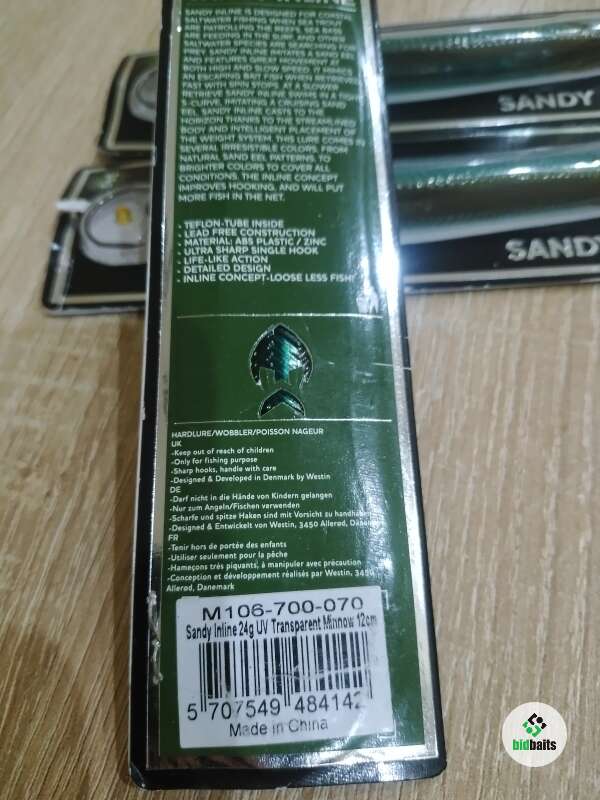 INLINE
SANDY INLINE IS DESIGNED FOR COASTAL
SALTWATER FISHING WHEN SEA TROUT
ARE PATROLLING THE REEFS, SEA BASS
ARE FEEDING IN THE SURF, AND OTHER
SALTWATER SPECIES ARE SEARCHING FOR
PREY. SANDY INLINE IMITATES A SAND EEL
AND FEATURES GREAT MOVEMENT AT
BOTH HIGH AND SLOW SPEED. IT MIMICS
AN ESCAPING BAIT FISH WHEN RETRIEVED
FAST WITH SPIN STOPS. AT A SLOWER
RETRIEVE SANDY INLINE SWIMS IN A TIGHT
S-CURVE, IMITATING A CRUISING SAND
EEL. SANDY INLINE CASTS TO THE
HORIZON THANKS TO THE STREAMLINED
BODY AND INTELLIGENT PLACEMENT OF
THE WEIGHT SYSTEM. THIS LURE COMES IN
SEVERAL IRRESISTIBLE COLORS, FROM
NATURAL SAND EEL PATTERNS, TO
BRIGHTER COLORS TO COVER ALL
CONDITIONS. THE INLINE CONCEPT
IMPROVES HOOKING, AND WILL PUT
MORE FISH IN THE NET.
· TEFLON-TUBE INSIDE
· LEAD FREE CONSTRUCTION
· MATERIAL: ABS PLASTIC / ZINC
· ULTRA SHARP SINGLE HOOK
· LIFE-LIKE ACTION
· DETAILED DESIGN
· INLINE CONCEPT-LOOSE LESS FISH!
HARDLURE/WOBBLER/POISSON NAGEUR
UK
-Keep out of reach of children
-Only for fishing purpose
-Sharp hooks, handle with care
-Designed & Developed in Denmark by Westin
DE
-Darf nicht in die Hände von Kindern gelangen
-Nur zum Angeln/Fischen verwenden
-Scharfe und spitze Haken sind mit Vorsicht zu handhaben
-Designed & Entwickelt von Westin, 3450 Allerød, Danemark
FR
-Tenir hors de portée des enfants
-Utiliser seulement pour la pêche
-Hameçons très piquants, à manipuler avec précaution
-Conception et développement réalisés par Westin, 3450
Allerød, Danemark
M106-700-070
Sandy Inline 24g UV Transparent Minnow 12cm
5 707549 484142
Made in China
SANDY
SANDY
bidbaits